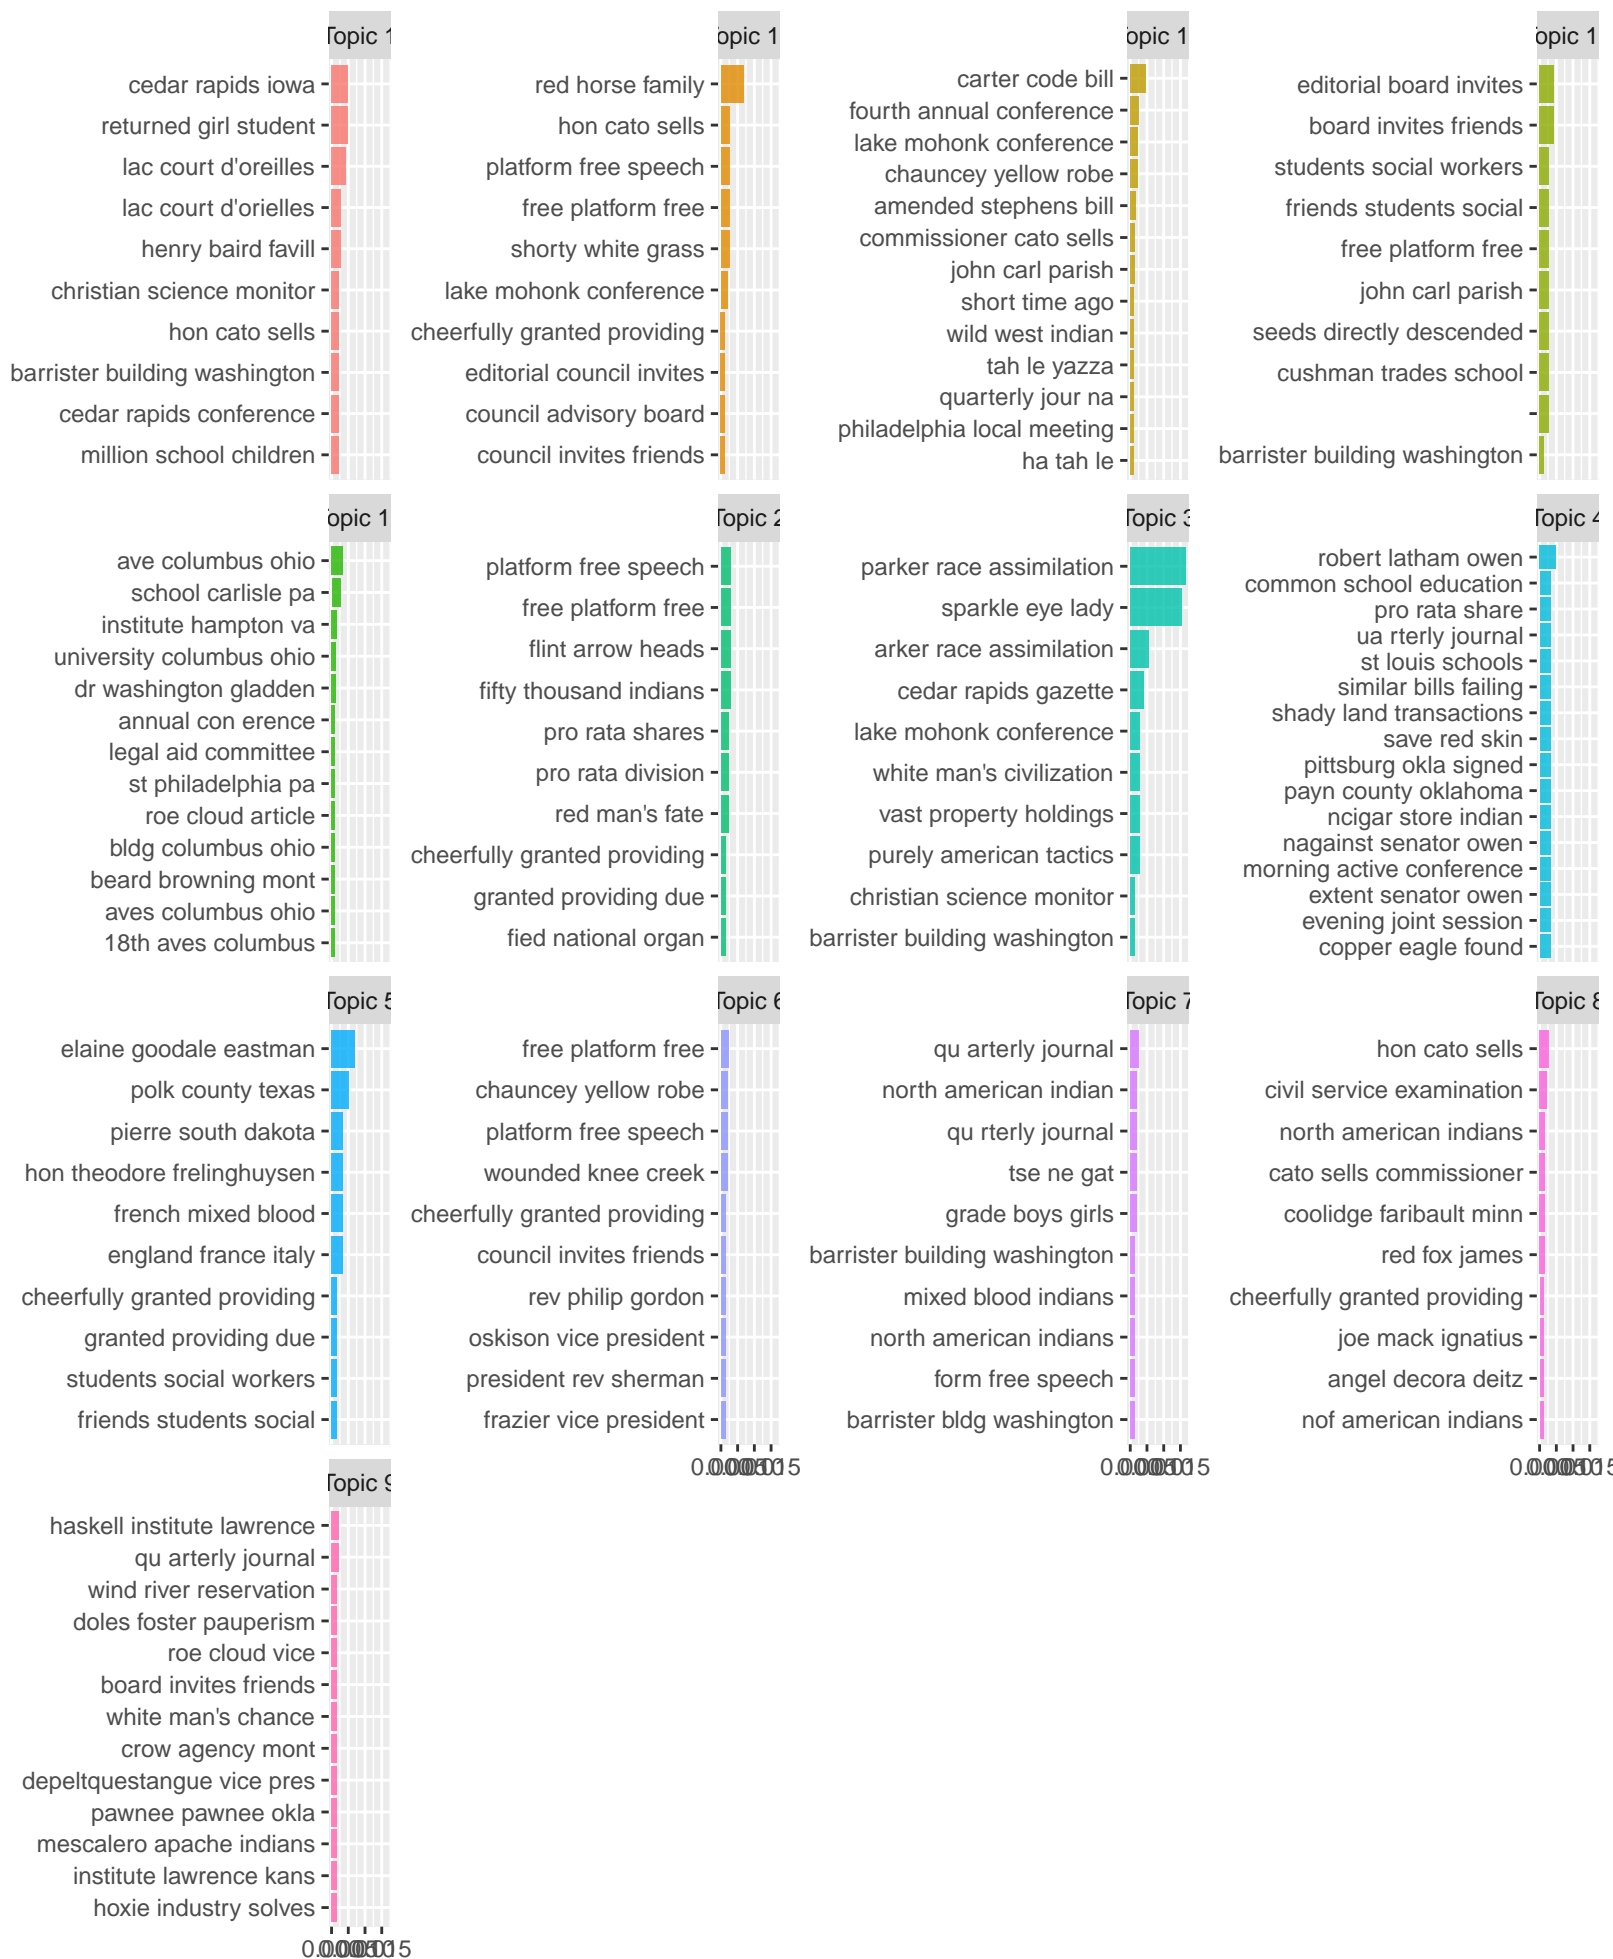 Topic 1
cedar rapids iowa
returned girl student
lac court d'oreilles
lac court d'orielles
henry baird favill
christian science monitor
hon cato sells
barrister building washington
cedar rapids conference
million school children
opic 1
red horse family
hon cato sells
platform free speech
free platform free
shorty white grass
lake mohonk conference
cheerfully granted providing
editorial council invites
council advisory board
council invites friends
opic 1
carter code bill
fourth annual conference
lake mohonk conference
chauncey yellow robe
amended stephens bill
commissioner cato sells
john carl parish
short time ago
wild west indian
tah le yazza
quarterly jour na
philadelphia local meeting
ha tah le
opic 1
editorial board invites
board invites friends
students social workers
friends students social
free platform free
john carl parish
seeds directly descended
cushman trades school
barrister building washington
opic 1
ave columbus ohio
school carlisle pa
institute hampton va
university columbus ohio
dr washington gladden
annual con erence
legal aid committee
st philadelphia pa
roe cloud article
bldg columbus ohio
beard browning mont
aves columbus ohio
18th aves columbus
Topic 2
platform free speech
free platform free
flint arrow heads
fifty thousand indians
pro rata shares
pro rata division
red man's fate
cheerfully granted providing
granted providing due
fied national organ
Topic 3
parker race assimilation
sparkle eye lady
arker race assimilation
cedar rapids gazette
lake mohonk conference
white man's civilization
vast property holdings
purely american tactics
christian science monitor
barrister building washington
Topic 4
robert latham owen
common school education
pro rata share
ua rterly journal
st louis schools
similar bills failing
shady land transactions
save red skin
pittsburg okla signed
payn county oklahoma
ncigar store indian
nagainst senator owen
morning active conference
extent senator owen
evening joint session
copper eagle found
Topic 5
elaine goodale eastman
polk county texas
pierre south dakota
hon theodore frelinghuysen
french mixed blood
england france italy
cheerfully granted providing
granted providing due
students social workers
friends students social
Topic 6
free platform free
chauncey yellow robe
platform free speech
wounded knee creek
cheerfully granted providing
council invites friends
rev philip gordon
oskison vice president
president rev sherman
frazier vice president
Topic 7
qu arterly journal
north american indian
qu rterly journal
tse ne gat
grade boys girls
barrister building washington
mixed blood indians
north american indians
form free speech
barrister bldg washington
Topic 8
hon cato sells
civil service examination
north american indians
cato sells commissioner
coolidge faribault minn
red fox james
cheerfully granted providing
joe mack ignatius
angel decora deitz
nof american indians
Topic 9
haskell institute lawrence
qu arterly journal
wind river reservation
doles foster pauperism
roe cloud vice
board invites friends
white man's chance
crow agency mont
depeltquestangue vice pres
pawnee pawnee okla
mescalero apache indians
institute lawrence kans
hoxie industry solves